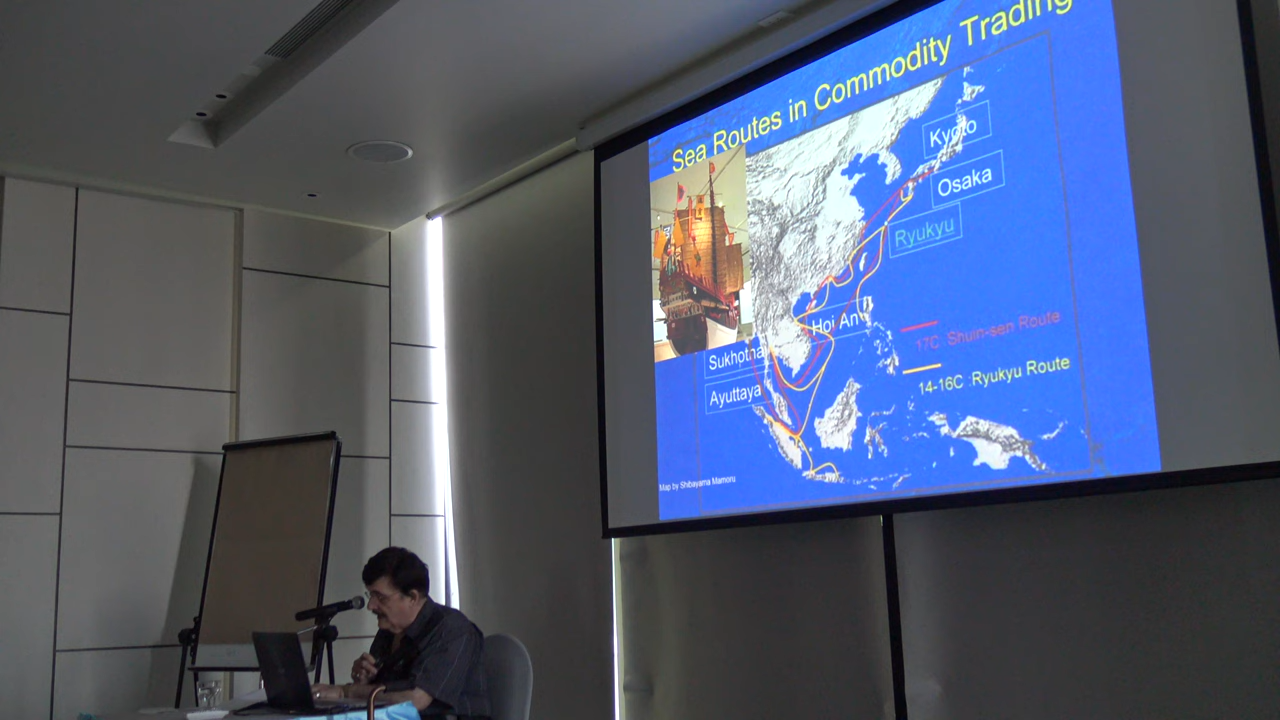 Sea Routes in Commodity Trading
Kyoto
Osaka
Ryukyu
Hoi An
Sukhothai
Ayuttaya
17C Shuin-sen Route
14-16C :Ryukyu Route
Map by Shibayama Mamoru